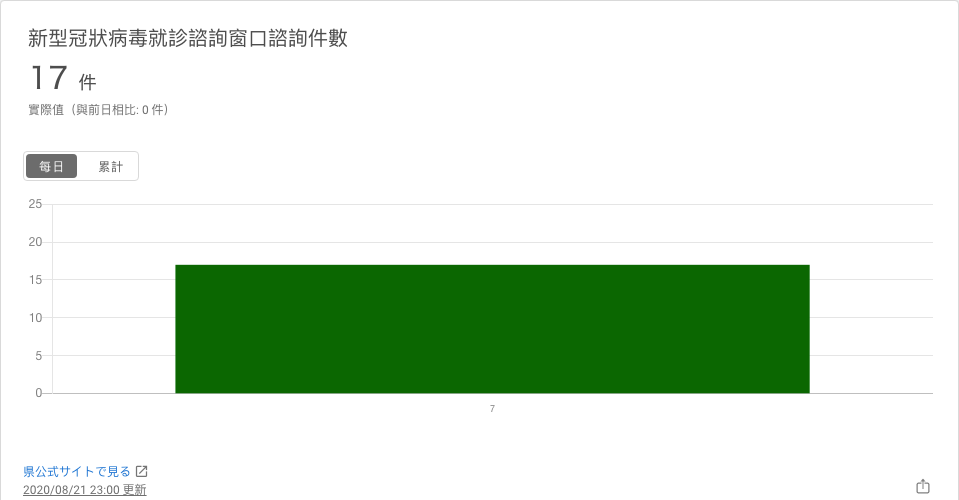 新型冠狀病毒就診諮詢窗口諮詢件數
17 件
實際值（與前日相比: 0 件）
每日 累計
25
20
15
10
5
0
7
県公式サイトで見る
2020/08/21 23:00 更新